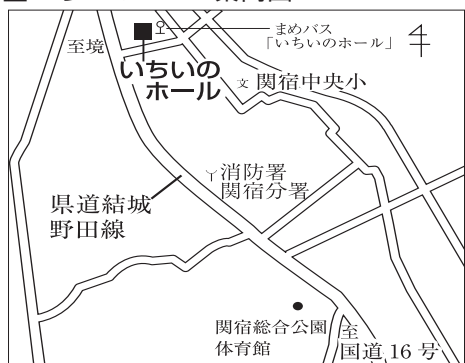 まめバス
「いちいのホール」
至境
いちいの
ホール
文 関宿中央小
消防署
関宿分署
県道結城
野田線
関宿総合公園
体育館
至
国道16号